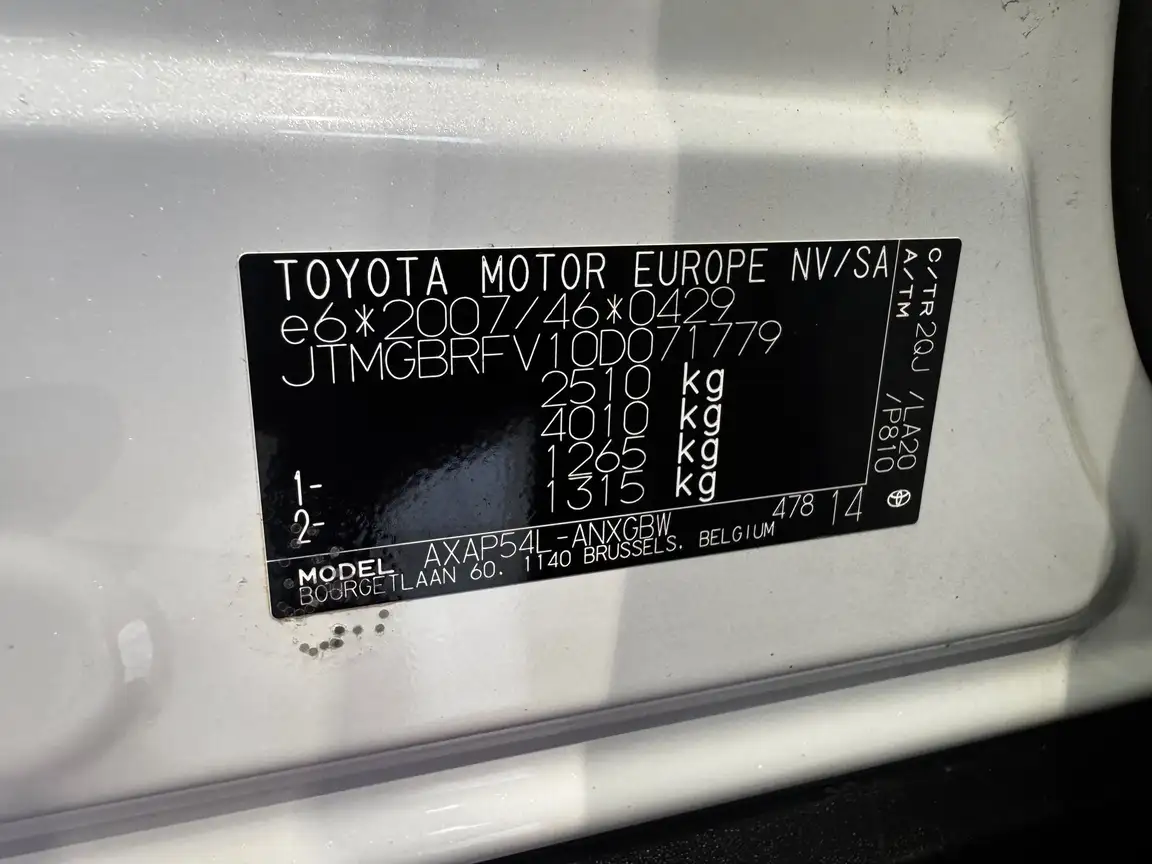 TOYOTA MOTOR EUROPE NV/SA
e6*2007/46*0429
JTMGBRFV10D071779
2510 kg
4010 kg
1- 1265 kg
2- 1315 kg
MODEL AXAP54L-ANXGBW 478 14
BOURGETLAAN 60. 1140 BRUSSELS. BELGIUM
C/TR 2QJ /LA20
A/TM /P810